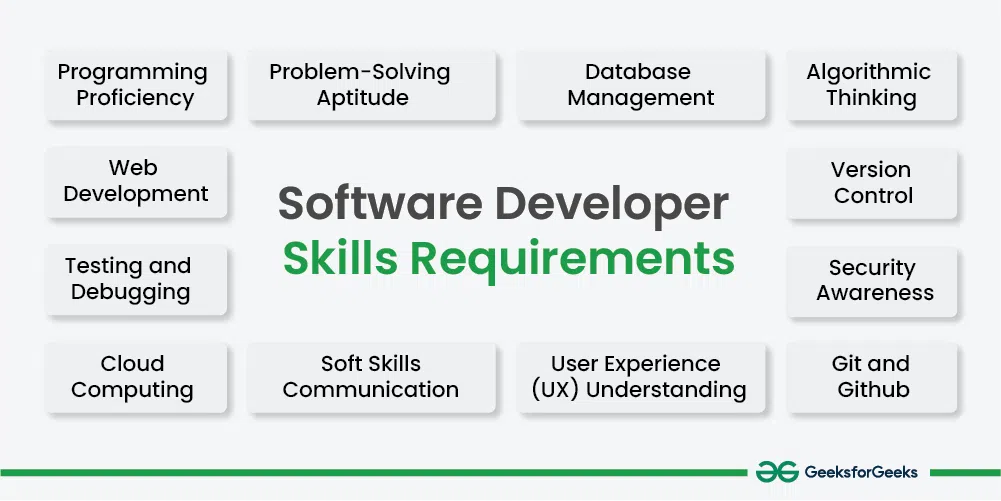 Programming
Proficiency
Problem-Solving
Aptitude
Database
Management
Algorithmic
Thinking
Web
Development
Software Developer
Skills Requirements
Version
Control
Testing and
Debugging
Security
Awareness
Cloud
Computing
Soft Skills
Communication
User Experience
(UX) Understanding
Git and
Github
GeeksforGeeks